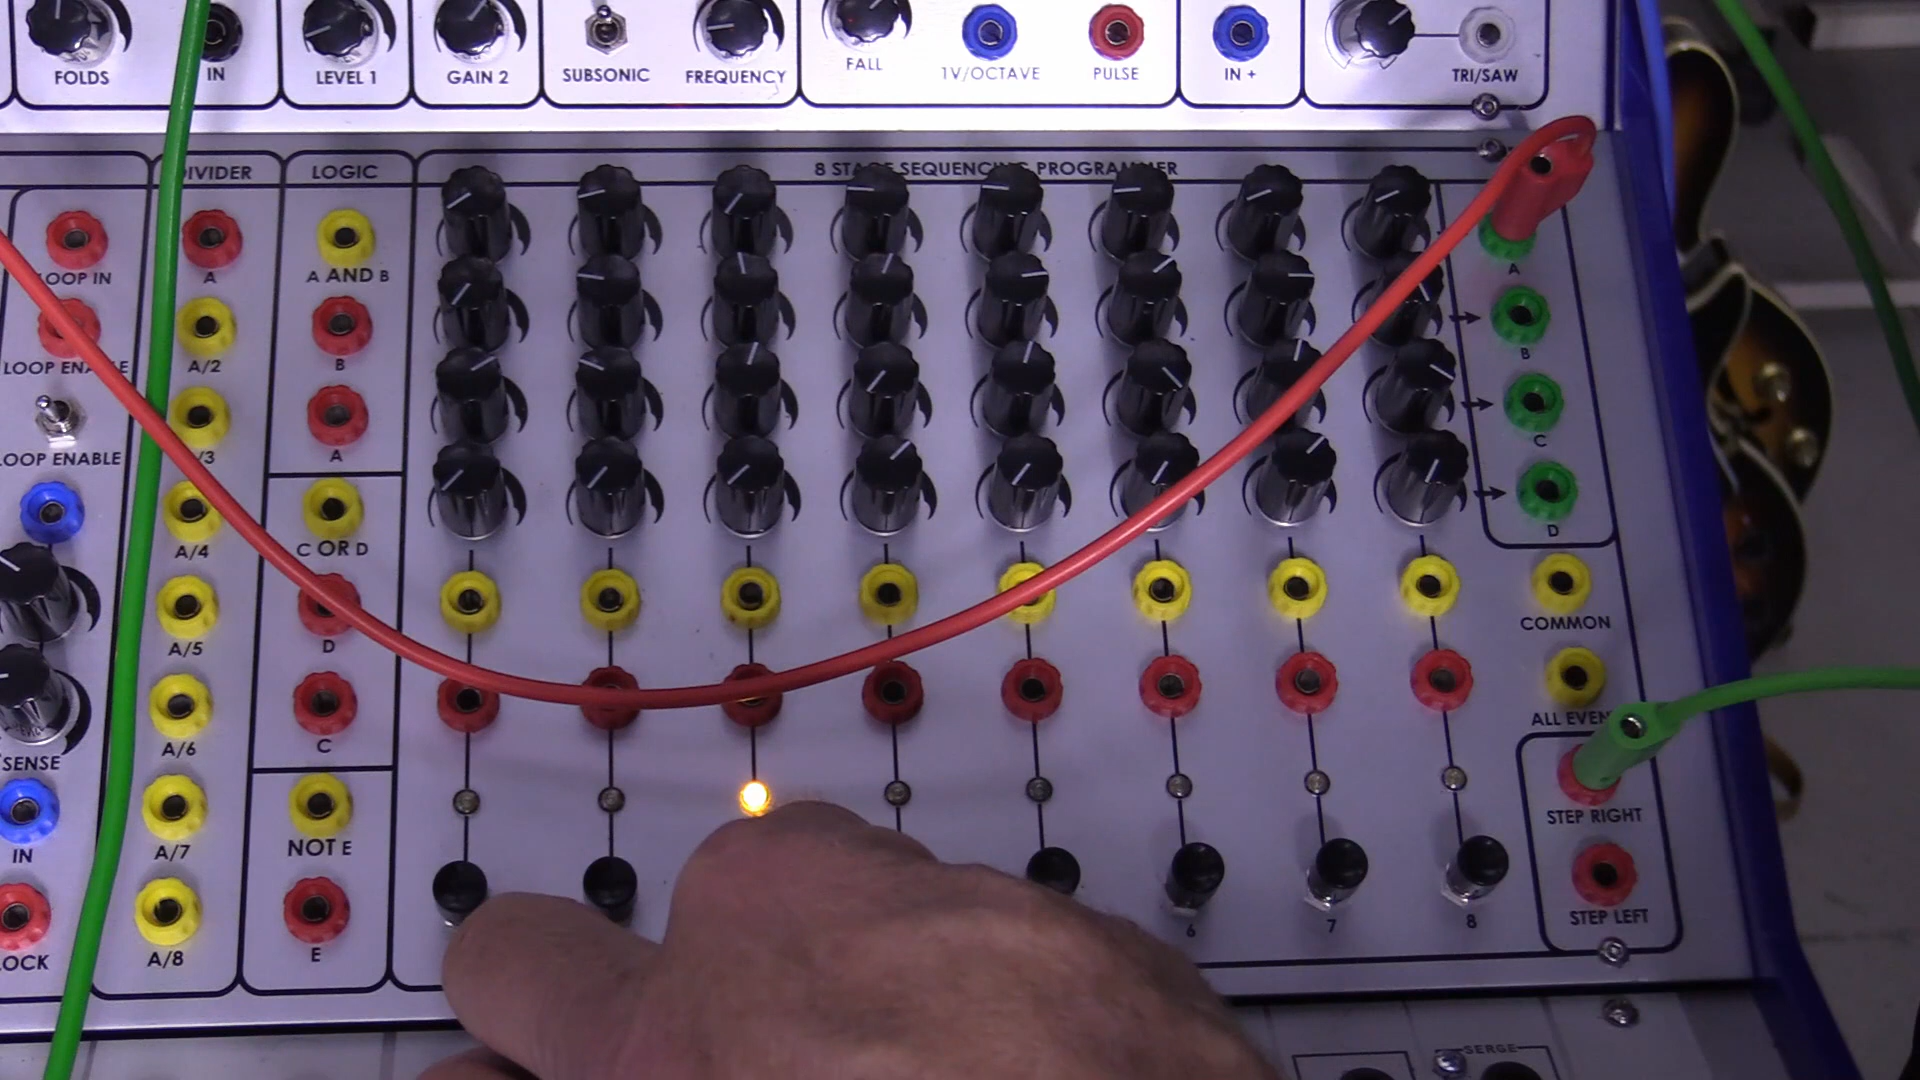 FOLDS
IN
LEVEL 1
GAIN 2
SUBSONIC
FREQUENCY
FALL
1V/OCTAVE
PULSE
IN +
TRI/SAW
LOGIC
SEQUENCING PROGRAMMER
A AND B
B
A
C OR D
D
C
NOT E
E
A
A/2
A/4
A/5
A/6
A/7
A/8
LOOP ENABLE
SENSE
IN
A
B
C
D
COMMON
STEP RIGHT
STEP LEFT
6
7
8
SERGE